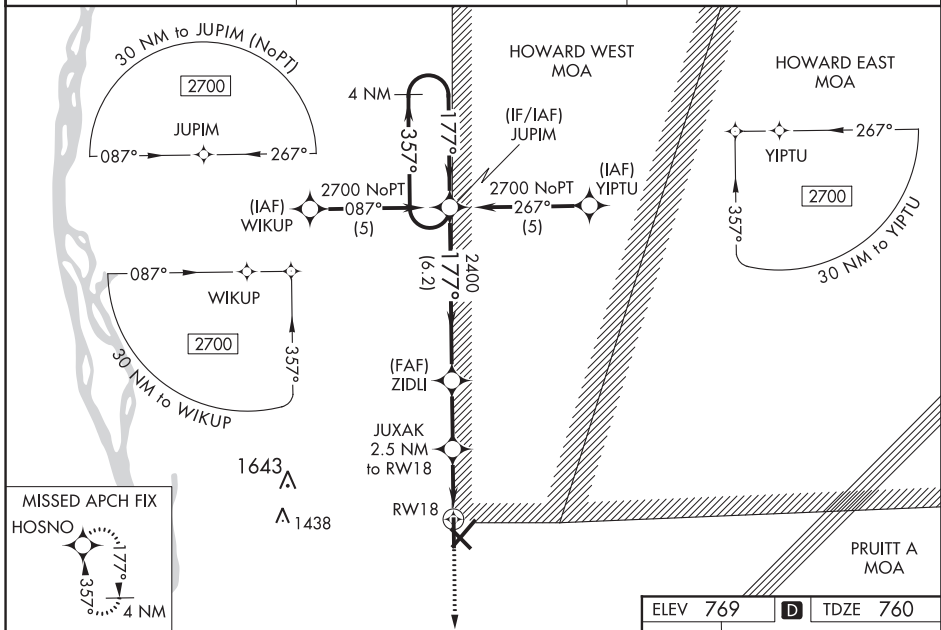 30 NM to JUPIM (NoPT)
2700
JUPIM
087°
267°
4 NM
357°
177°
(IF/IAF)
JUPIM
HOWARD WEST
MOA
HOWARD EAST
MOA
267°
YIPTU
2700
357°
30 NM to YIPTU
(IAF)
WIKUP
2700 NoPT
087°
(5)
2700 NoPT
267°
(5)
(IAF)
YIPTU
087°
WIKUP
2700
357°
30 NM to WIKUP
2400
177°
(6.2)
(FAF)
ZIDLI
JUXAK
2.5 NM
to RW18
RW18
1643
1438
MISSED APCH FIX
HOSNO
177°
357°
4 NM
PRUITT A
MOA
ELEV 769 D TDZE 760